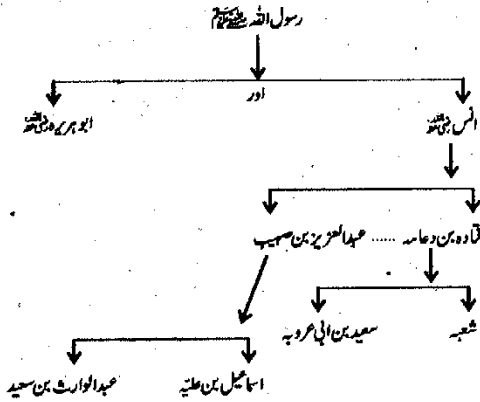 رسول اللہ ﷺ
اور
انس رضی اللہ عنہ ابو ہریرہ رضی اللہ عنہ
قتادہ بن دعامہ ...... عبدالعزیز بن صہیب
شعبہ سعید بن ابی عروبہ
اسماعیل بن علیّہ عبدالوارث بن سعید